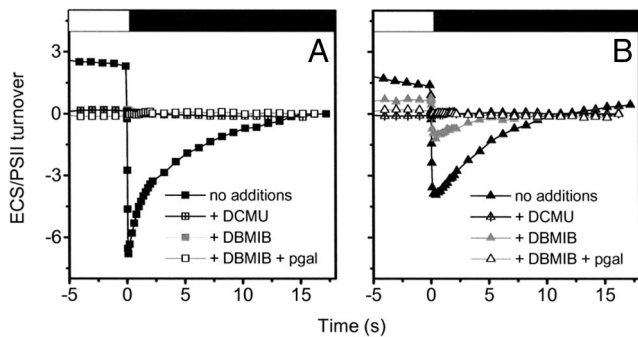 A
B
ECS/PSII turnover
3
0
-3
-6
no additions
+ DCMU
+ DBMIB
+ DBMIB + pgal
no additions
+ DCMU
+ DBMIB
+ DBMIB + pgal
-5 0 5 10 15
-5 0 5 10 15
Time (s)